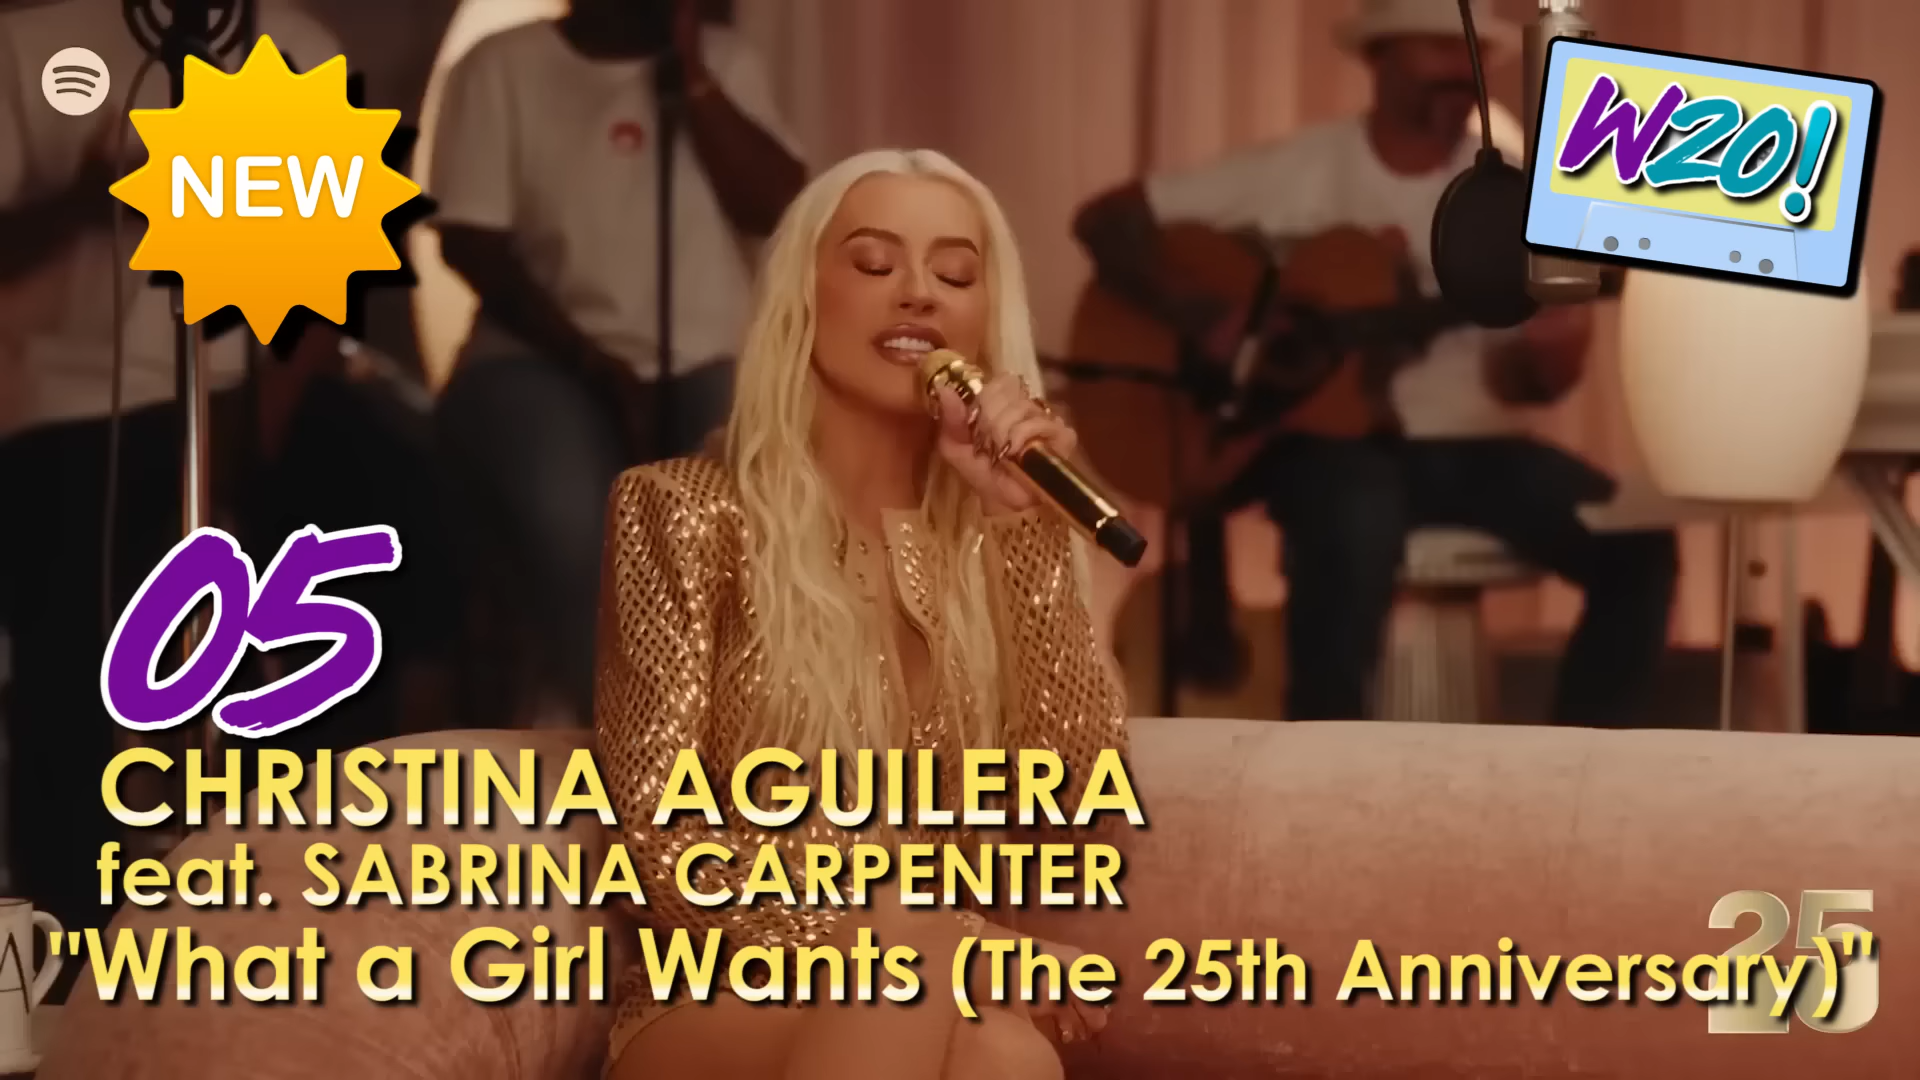 NEW
W20!
05
CHRISTINA AGUILERA
feat. SABRINA CARPENTER
"What a Girl Wants (The 25th Anniversary)"
25
A